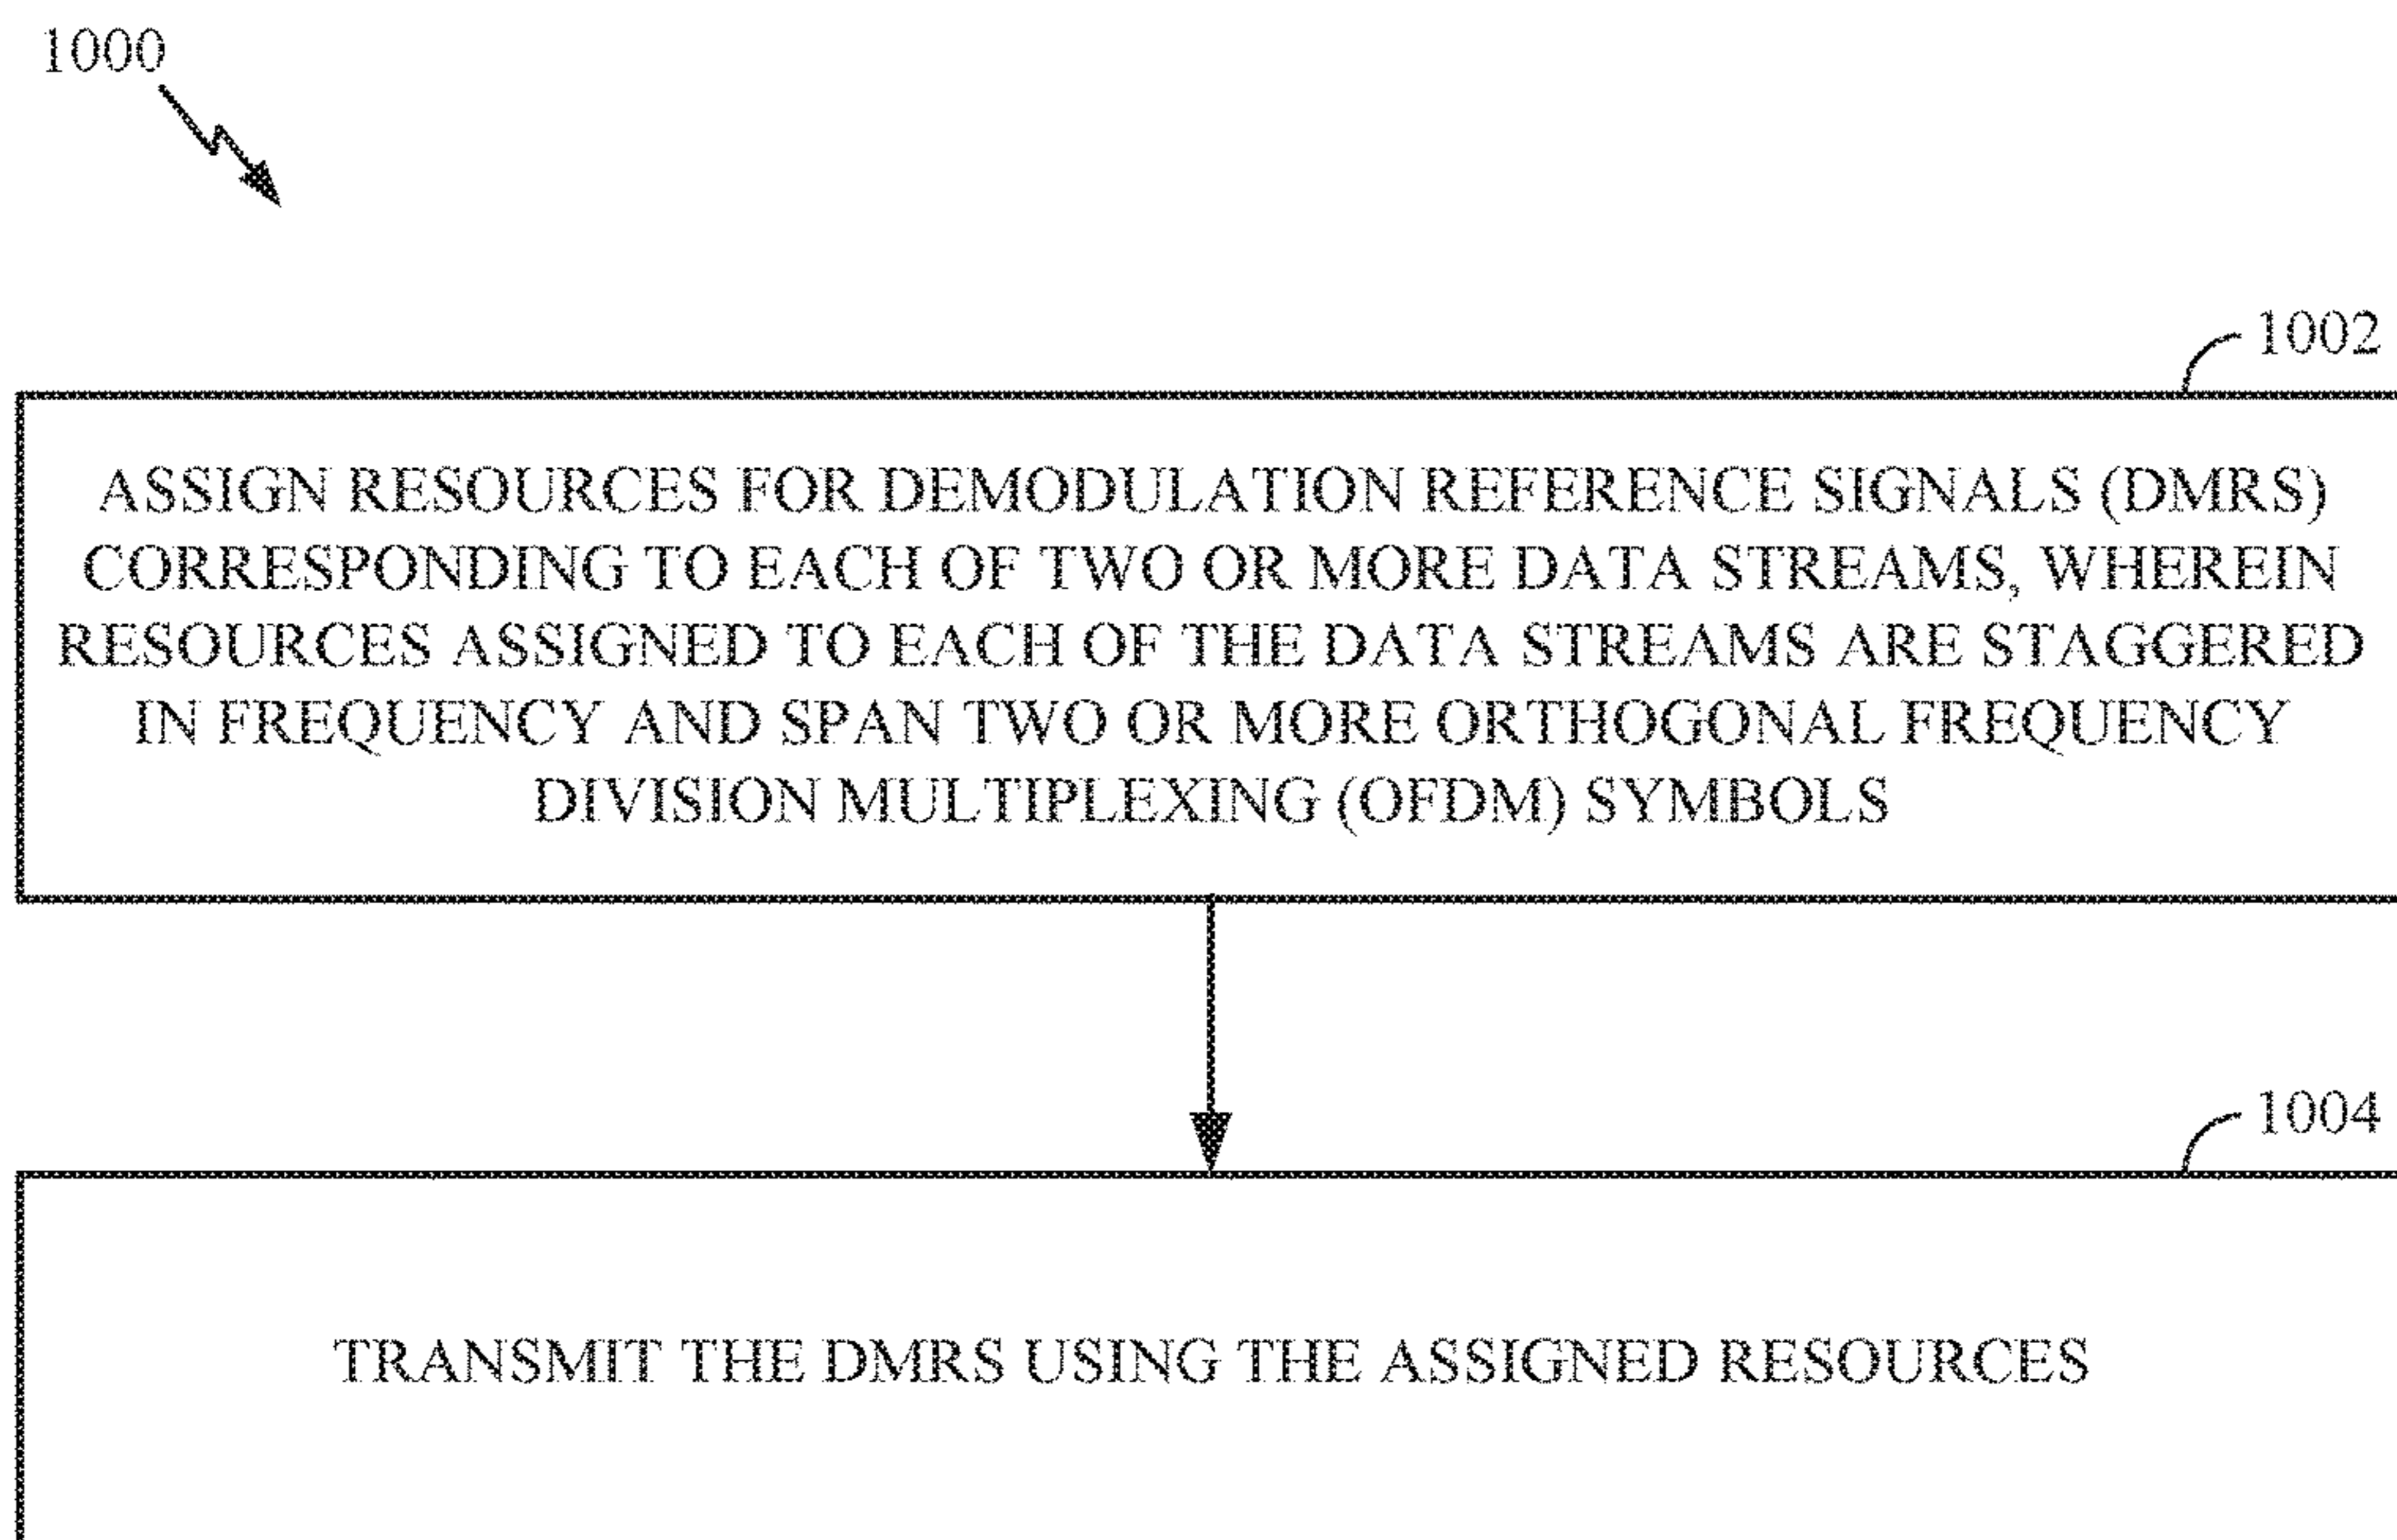 1000
1002
ASSIGN RESOURCES FOR DEMODULATION REFERENCE SIGNALS (DMRS)
CORRESPONDING TO EACH OF TWO OR MORE DATA STREAMS, WHEREIN
RESOURCES ASSIGNED TO EACH OF THE DATA STREAMS ARE STAGGERED
IN FREQUENCY AND SPAN TWO OR MORE ORTHOGONAL FREQUENCY
DIVISION MULTIPLEXING (OFDM) SYMBOLS
1004
TRANSMIT THE DMRS USING THE ASSIGNED RESOURCES